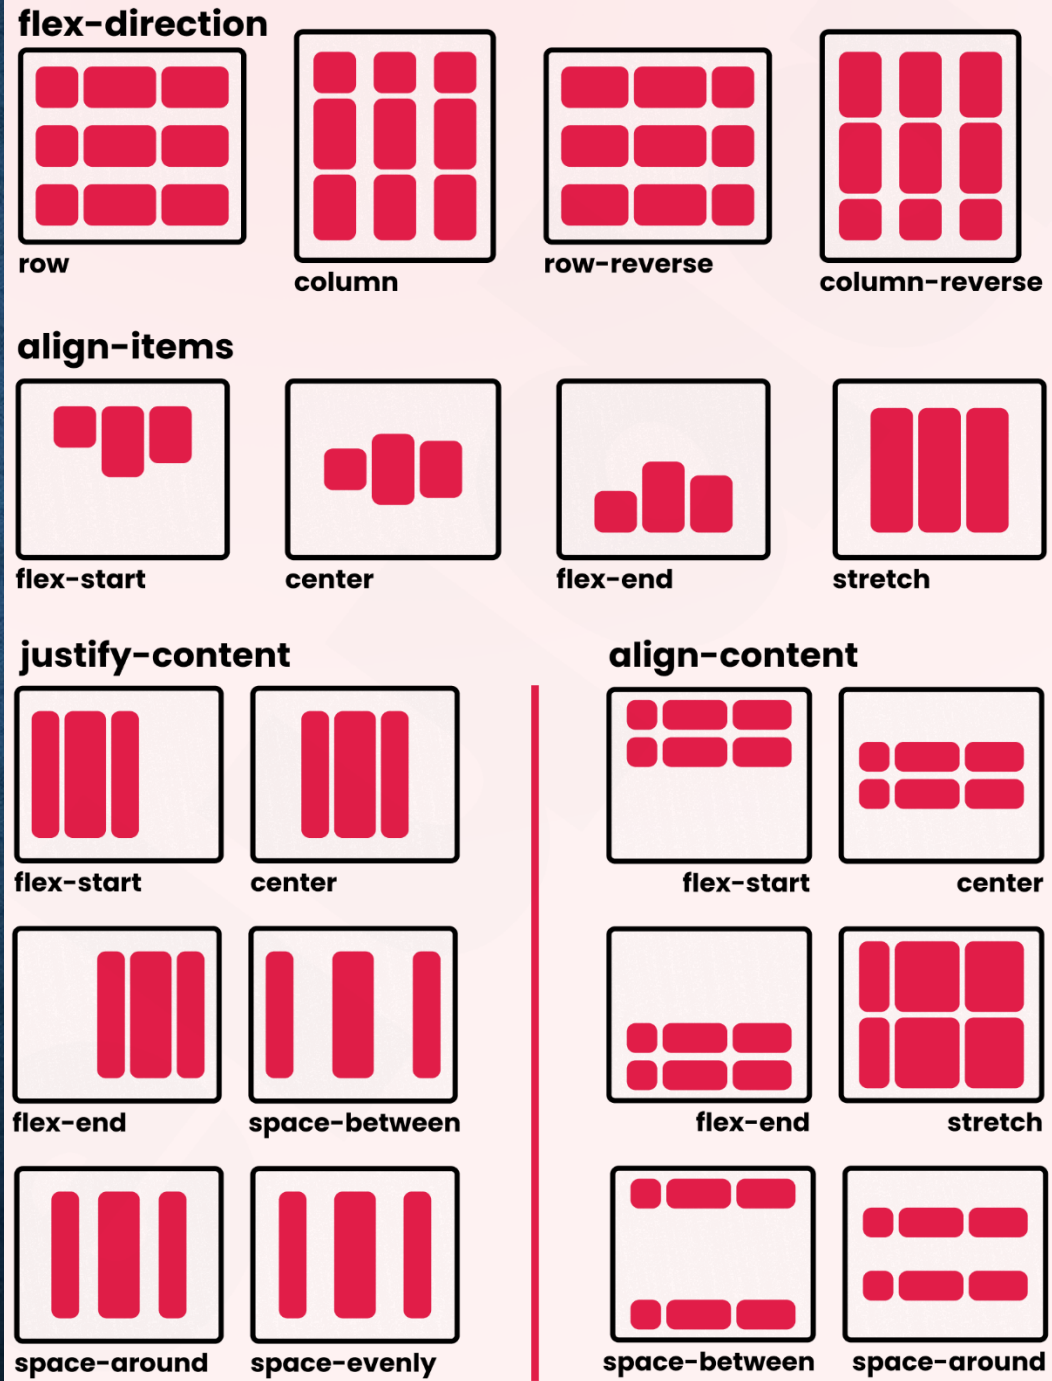 flex-direction
row
column
row-reverse
column-reverse
align-items
flex-start
center
flex-end
stretch
justify-content
flex-start
center
flex-end
space-between
space-around
space-evenly
align-content
flex-start
center
flex-end
stretch
space-between
space-around